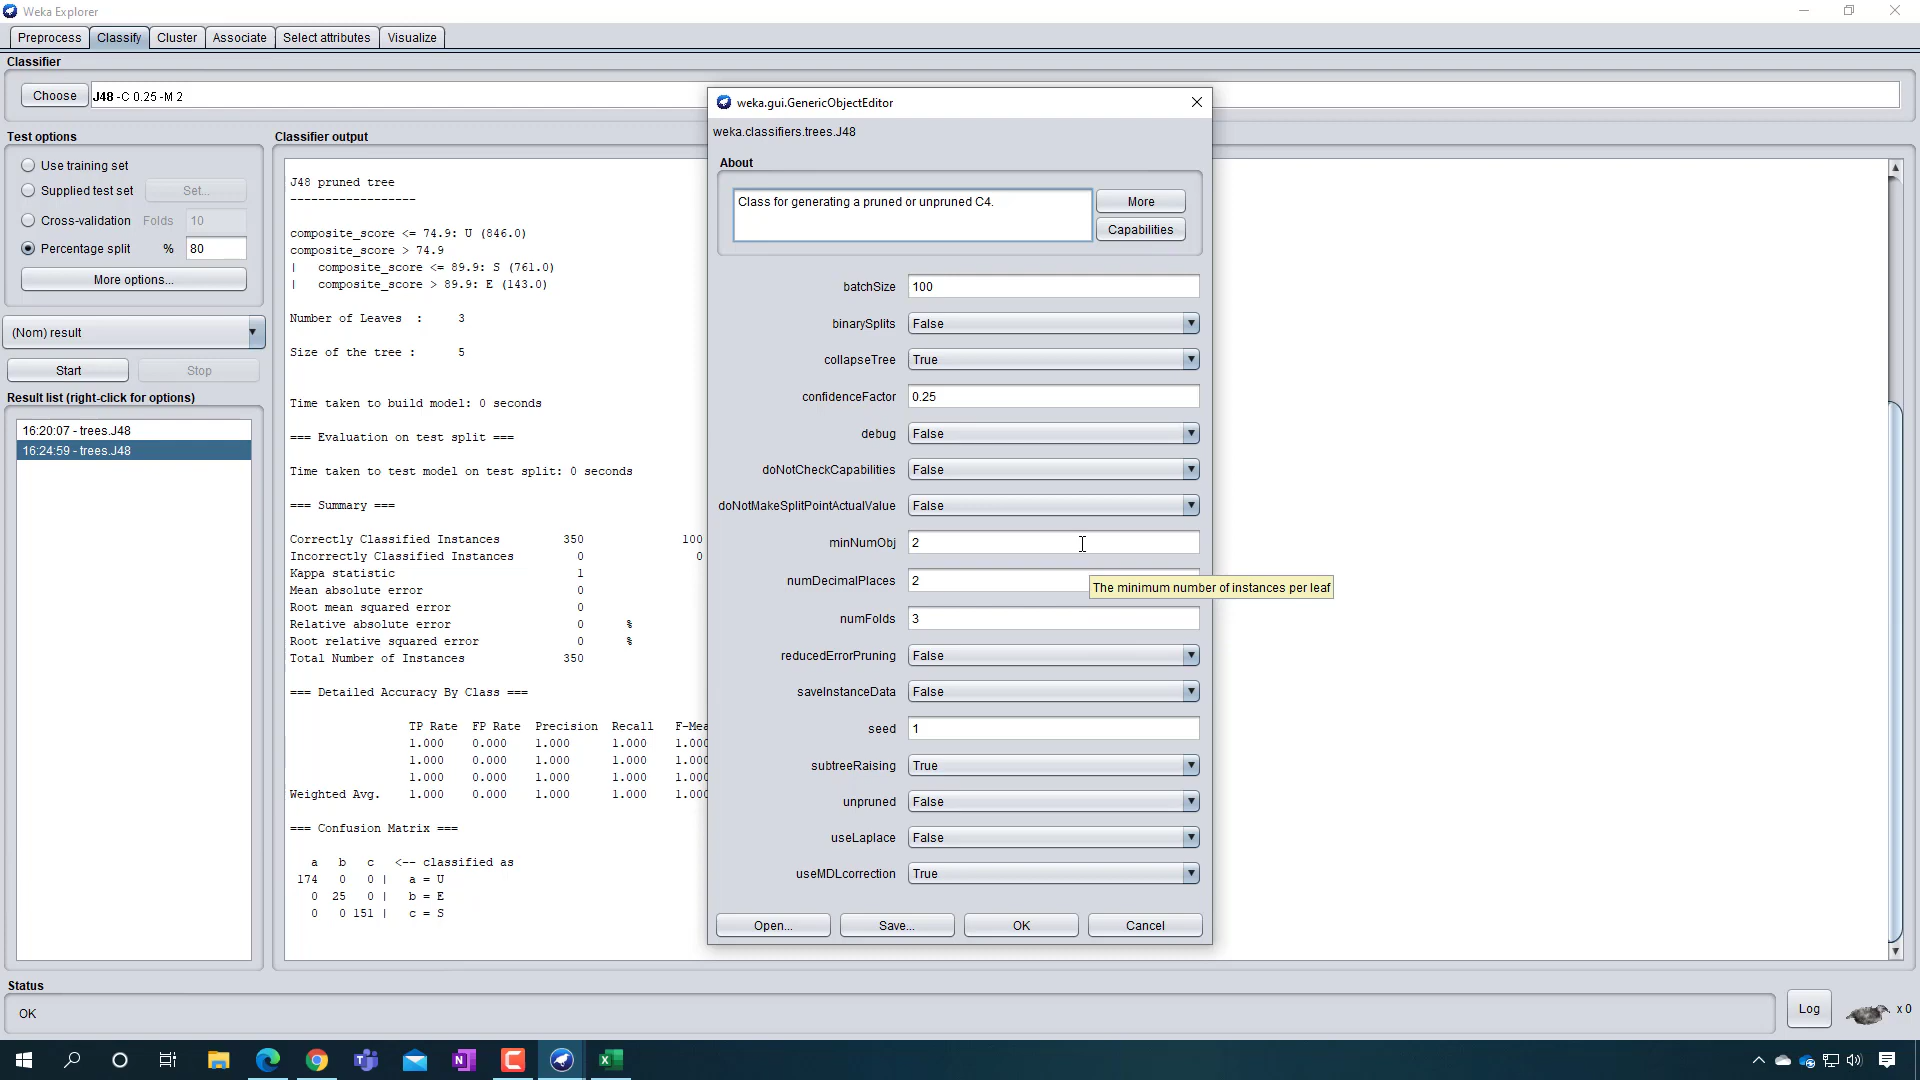 Weka Explorer
Preprocess Classify Cluster Associate Select attributes Visualize
Classifier
Choose J48 -C 0.25 -M 2
Test options
Use training set
Supplied test set Set...
Cross-validation Folds 10
Percentage split % 80
More options...
(Nom) result
Start Stop
Result list (right-click for options)
16:20:07 - trees.J48
16:24:59 - trees.J48
Classifier output
J48 pruned tree
------------------
composite_score <= 74.9: U (846.0)
composite_score > 74.9
|   composite_score <= 89.9: S (761.0)
|   composite_score > 89.9: E (143.0)
Number of Leaves : 3
Size of the tree : 5
Time taken to build model: 0 seconds
=== Evaluation on test split ===
Time taken to test model on test split: 0 seconds
=== Summary ===
Correctly Classified Instances 350 100
Incorrectly Classified Instances 0 0
Kappa statistic 1
Mean absolute error 0
Root mean squared error 0
Relative absolute error 0 %
Root relative squared error 0 %
Total Number of Instances 350
=== Detailed Accuracy By Class ===
TP Rate FP Rate Precision Recall F-Mea
1.000 0.000 1.000 1.000 1.000
1.000 0.000 1.000 1.000 1.000
1.000 0.000 1.000 1.000 1.000
Weighted Avg. 1.000 0.000 1.000 1.000 1.000
=== Confusion Matrix ===
a b c <-- classified as
174 0 0 | a = U
0 25 0 | b = E
0 0 151 | c = S
weka.gui.GenericObjectEditor
weka.classifiers.trees.J48
About
Class for generating a pruned or unpruned C4.
More
Capabilities
batchSize 100
binarySplits False
collapseTree True
confidenceFactor 0.25
debug False
doNotCheckCapabilities False
doNotMakeSplitPointActualValue False
minNumObj 2
numDecimalPlaces 2
The minimum number of instances per leaf
numFolds 3
reducedErrorPruning False
saveInstanceData False
seed 1
subtreeRaising True
unpruned False
useLaplace False
useMDLcorrection True
Open... Save... OK Cancel
Status
OK
Log
x 0